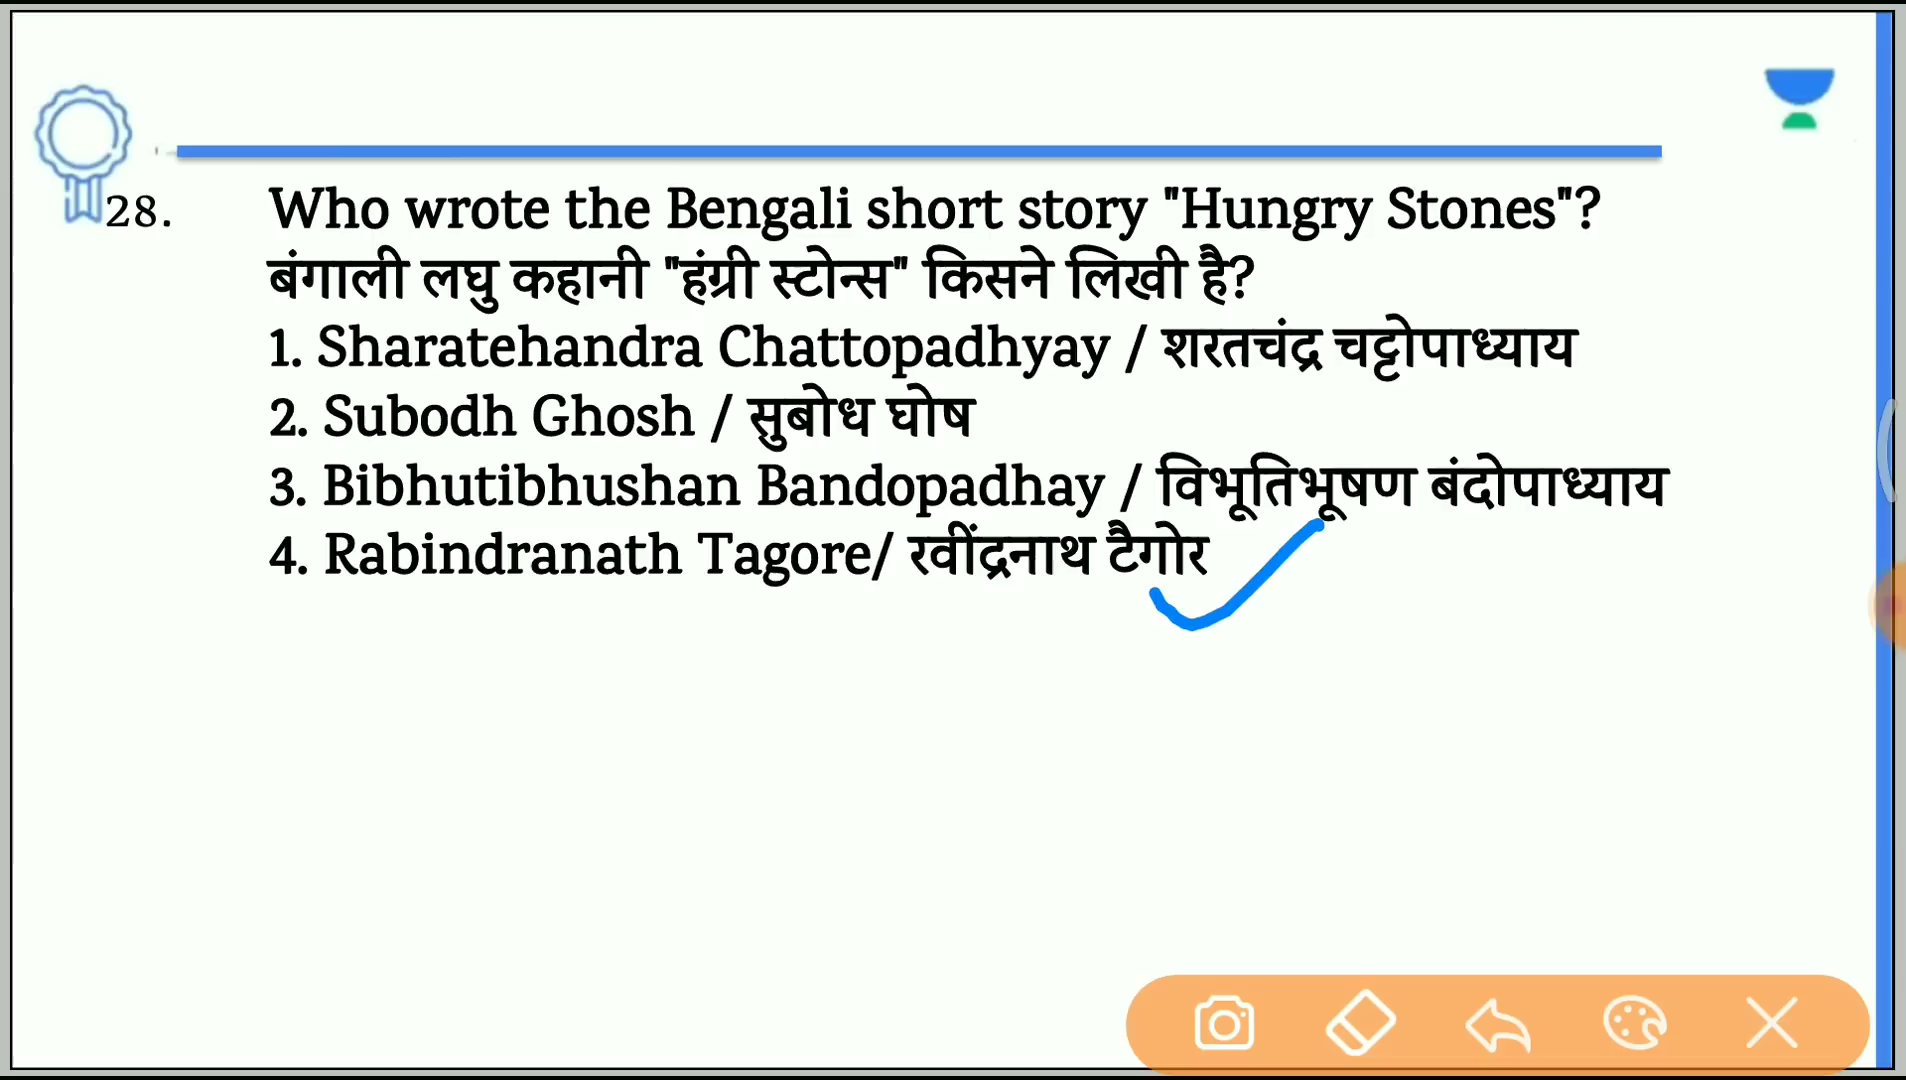 28. Who wrote the Bengali short story "Hungry Stones"?
बंगाली लघु कहानी "हंग्री स्टोन्स" किसने लिखी है?
1. Sharatehandra Chattopadhyay / शरतचंद्र चट्टोपाध्याय
2. Subodh Ghosh / सुबोध घोष
3. Bibhutibhushan Bandopadhay / विभूतिभूषण बंदोपाध्याय
4. Rabindranath Tagore/ रवींद्रनाथ टैगोर